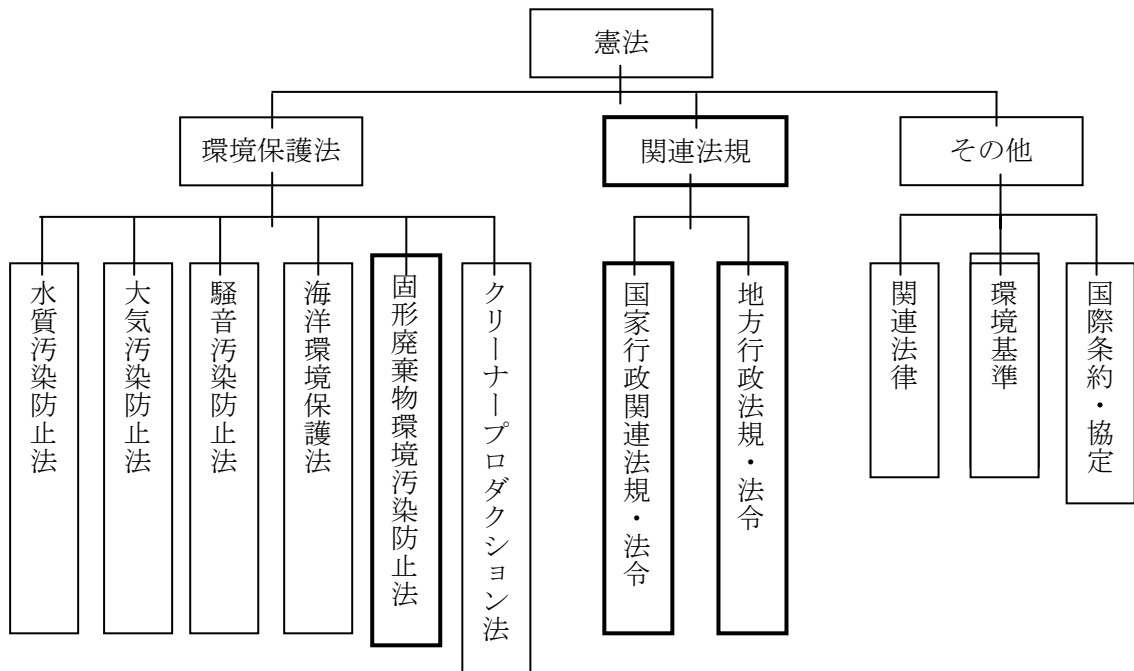 憲法
環境保護法
関連法規
その他
水質汚染防止法
大気汚染防止法
騒音汚染防止法
海洋環境保護法
固形廃棄物環境汚染防止法
クリーナープロダクション法
国家行政関連法規・法令
地方行政法規・法令
関連法律
環境基準
国際条約・協定